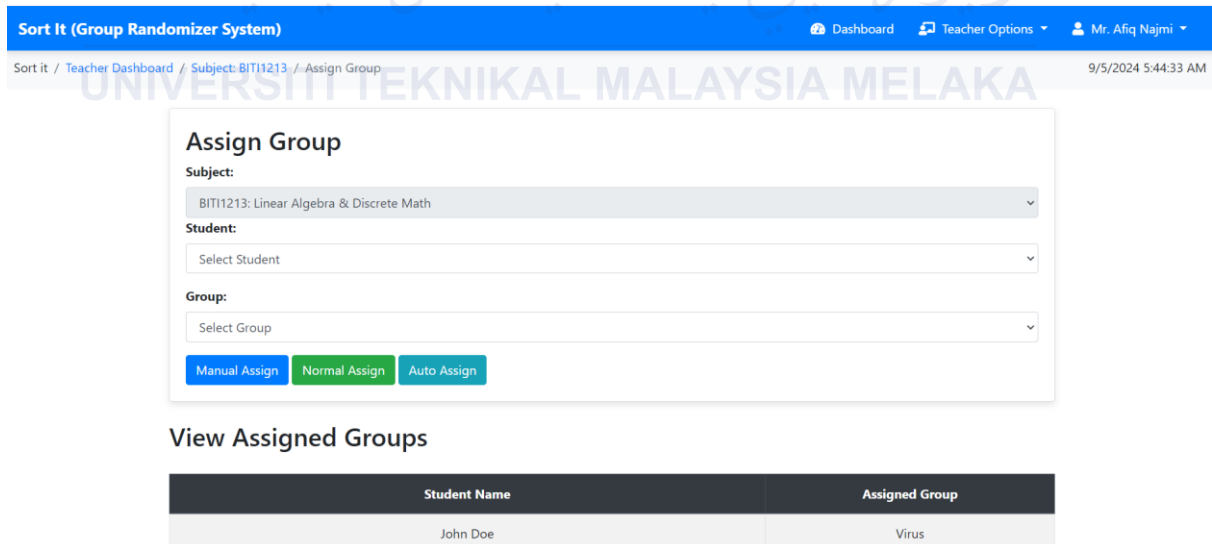 Sort It (Group Randomizer System) Dashboard Teacher Options Mr. Afiq Najmi
Sort it / Teacher Dashboard / Subject: BITI1213 / Assign Group 9/5/2024 5:44:33 AM
UNIVERSITI TEKNIKAL MALAYSIA MELAKA
Assign Group
Subject:
BITI1213: Linear Algebra & Discrete Math
Student:
Select Student
Group:
Select Group
Manual Assign Normal Assign Auto Assign
View Assigned Groups
Student Name Assigned Group
John Doe Virus